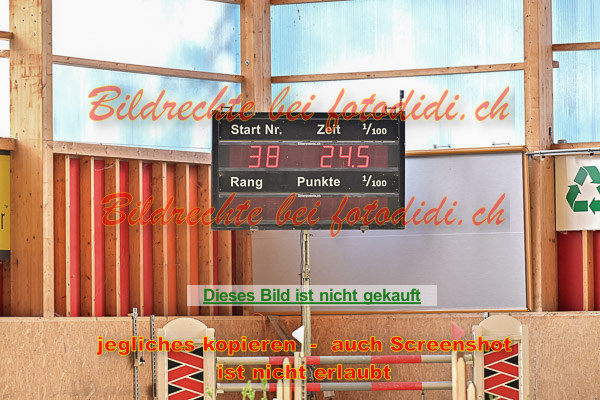 Bildrechte bei fotodidi.ch
Start Nr. Zeit 1/100
38 24.5
Rang Punkte 1/100
Bildrechte bei fotodidi.ch
Dieses Bild ist nicht gekauft
jegliches kopieren - auch Screenshot
ist nicht erlaubt